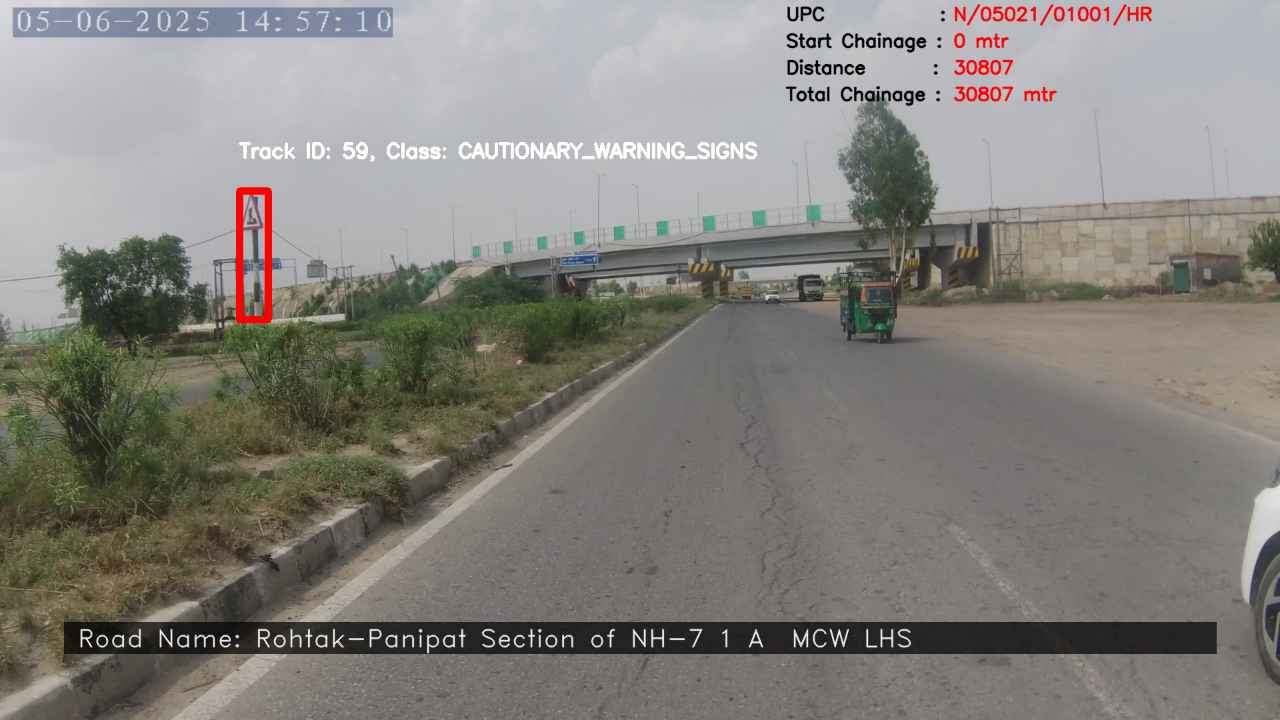 05-06-2025 14:57:10
UPC : N/05021/01001/HR
Start Chainage : 0 mtr
Distance : 30807
Total Chainage : 30807 mtr
Track ID: 59, Class: CAUTIONARY_WARNING_SIGNS
Road Name: Rohtak-Panipat Section of NH-7 1 A MCW LHS